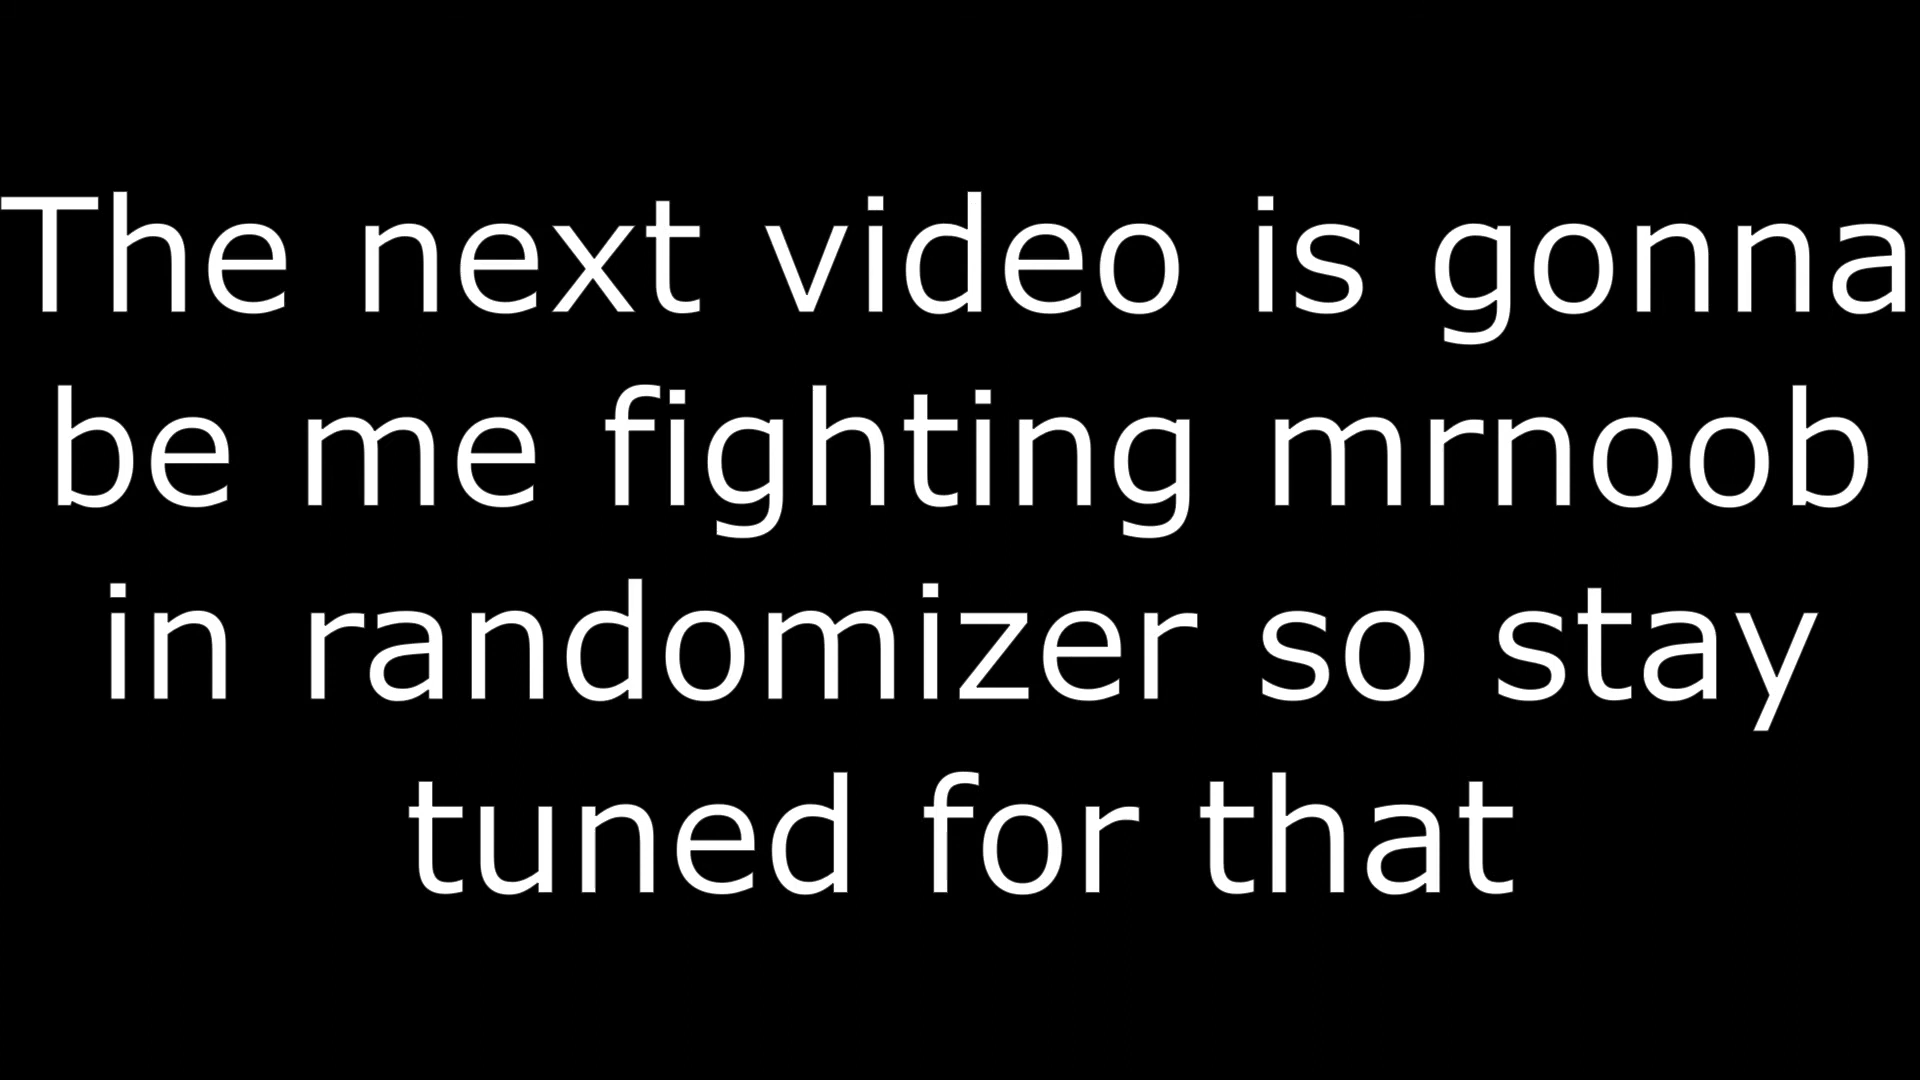 The next video is gonna
be me fighting mrnoob
in randomizer so stay
tuned for that